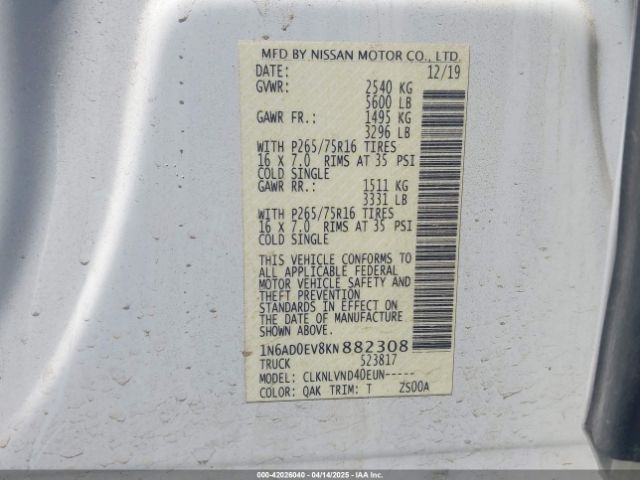 MFD BY NISSAN MOTOR CO., LTD.
DATE: 12/19
GVWR: 2540 KG
5600 LB
GAWR FR.: 1495 KG
3296 LB
WITH P265/75R16 TIRES
16 X 7.0 RIMS AT 35 PSI
COLD SINGLE
GAWR RR.: 1511 KG
3331 LB
WITH P265/75R16 TIRES
16 X 7.0 RIMS AT 35 PSI
COLD SINGLE
THIS VEHICLE CONFORMS TO
ALL APPLICABLE FEDERAL
MOTOR VEHICLE SAFETY AND
THEFT PREVENTION
STANDARDS IN EFFECT ON
THE DATE OF MANUFACTURE
SHOWN ABOVE.
1N6AD0EV8KN882308
TRUCK 523817
MODEL: CLKNLVND40EUN-----
COLOR: QAK TRIM: T ZS00A
000-42026040 - 04/14/2025 - IAAI.COM